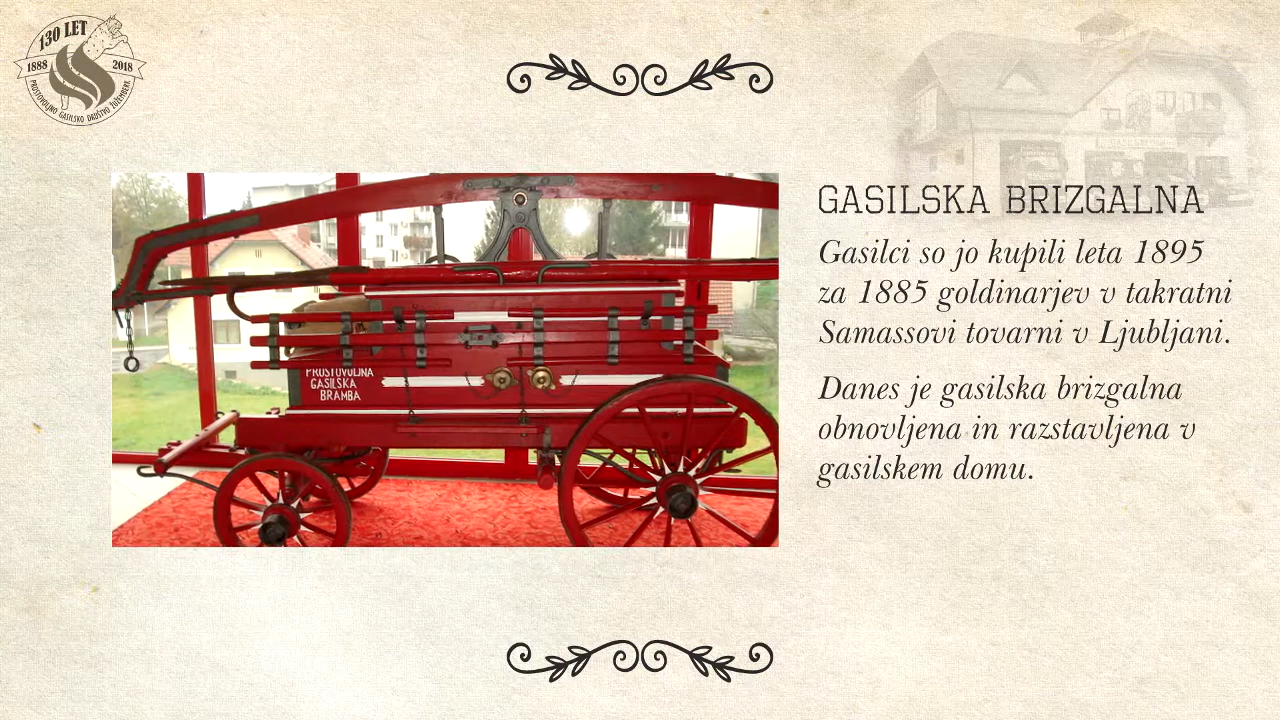 130 LET
1888 2018
PROSTOVOLJNO GASILSKO DRUŠTVO ŽUŽEMBERK
GASILSKA BRIZGALNA
Gasilci so jo kupili leta 1895
za 1885 goldinarjev v takratni
Samassovi tovarni v Ljubljani.
Danes je gasilska brizgalna
obnovljena in razstavljena v
gasilskem domu.
PROSTOVOLJNA
GASILSKA
BRAMBA